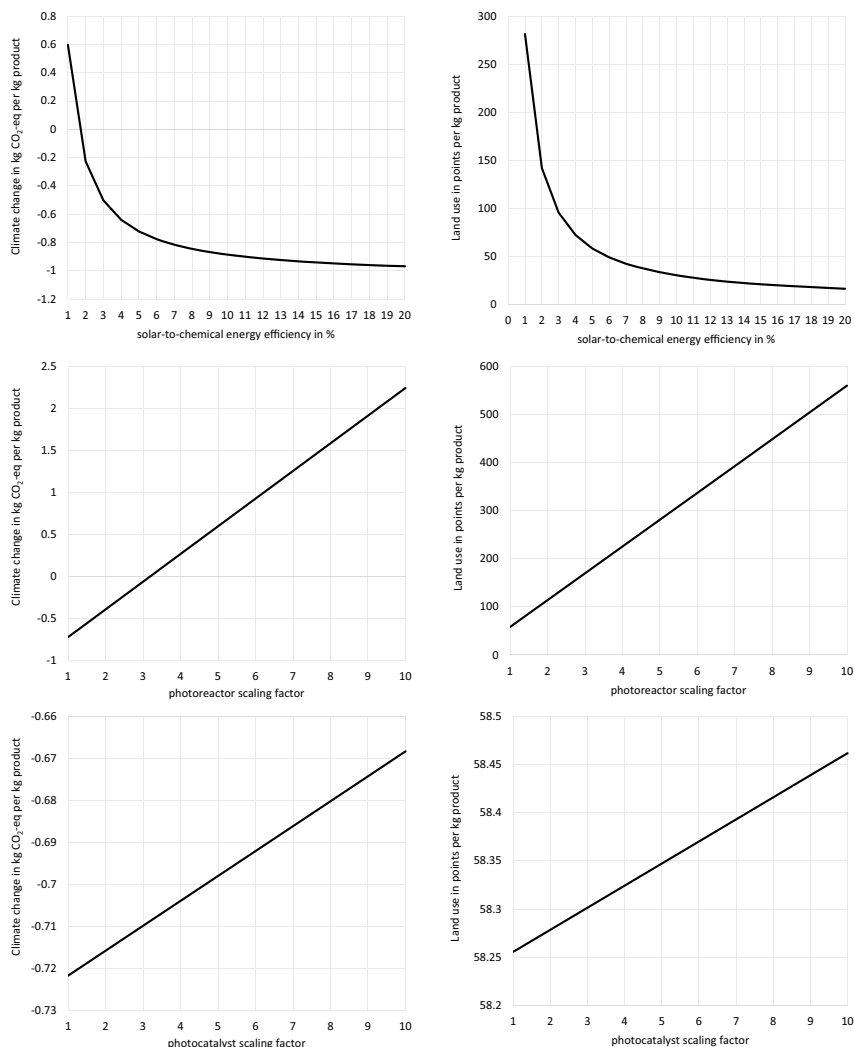 Climate change in kg CO₂-eq per kg product
0.8
0.6
0.4
0.2
0
-0.2
-0.4
-0.6
-0.8
-1
-1.2
1 2 3 4 5 6 7 8 9 10 11 12 13 14 15 16 17 18 19 20
solar-to-chemical energy efficiency in %
Land use in points per kg product
300
250
200
150
100
50
0
0 1 2 3 4 5 6 7 8 9 10 11 12 13 14 15 16 17 18 19 20
solar-to-chemical energy efficiency in %
Climate change in kg CO₂-eq per kg product
2.5
2
1.5
1
0.5
0
-0.5
-1
1 2 3 4 5 6 7 8 9 10
photoreactor scaling factor
Land use in points per kg product
600
500
400
300
200
100
0
1 2 3 4 5 6 7 8 9 10
photoreactor scaling factor
Climate change in kg CO₂-eq per kg product
-0.66
-0.67
-0.68
-0.69
-0.7
-0.71
-0.72
-0.73
1 2 3 4 5 6 7 8 9 10
photocatalyst scaling factor
Land use in points per kg product
58.5
58.45
58.4
58.35
58.3
58.25
58.2
1 2 3 4 5 6 7 8 9 10
photocatalyst scaling factor